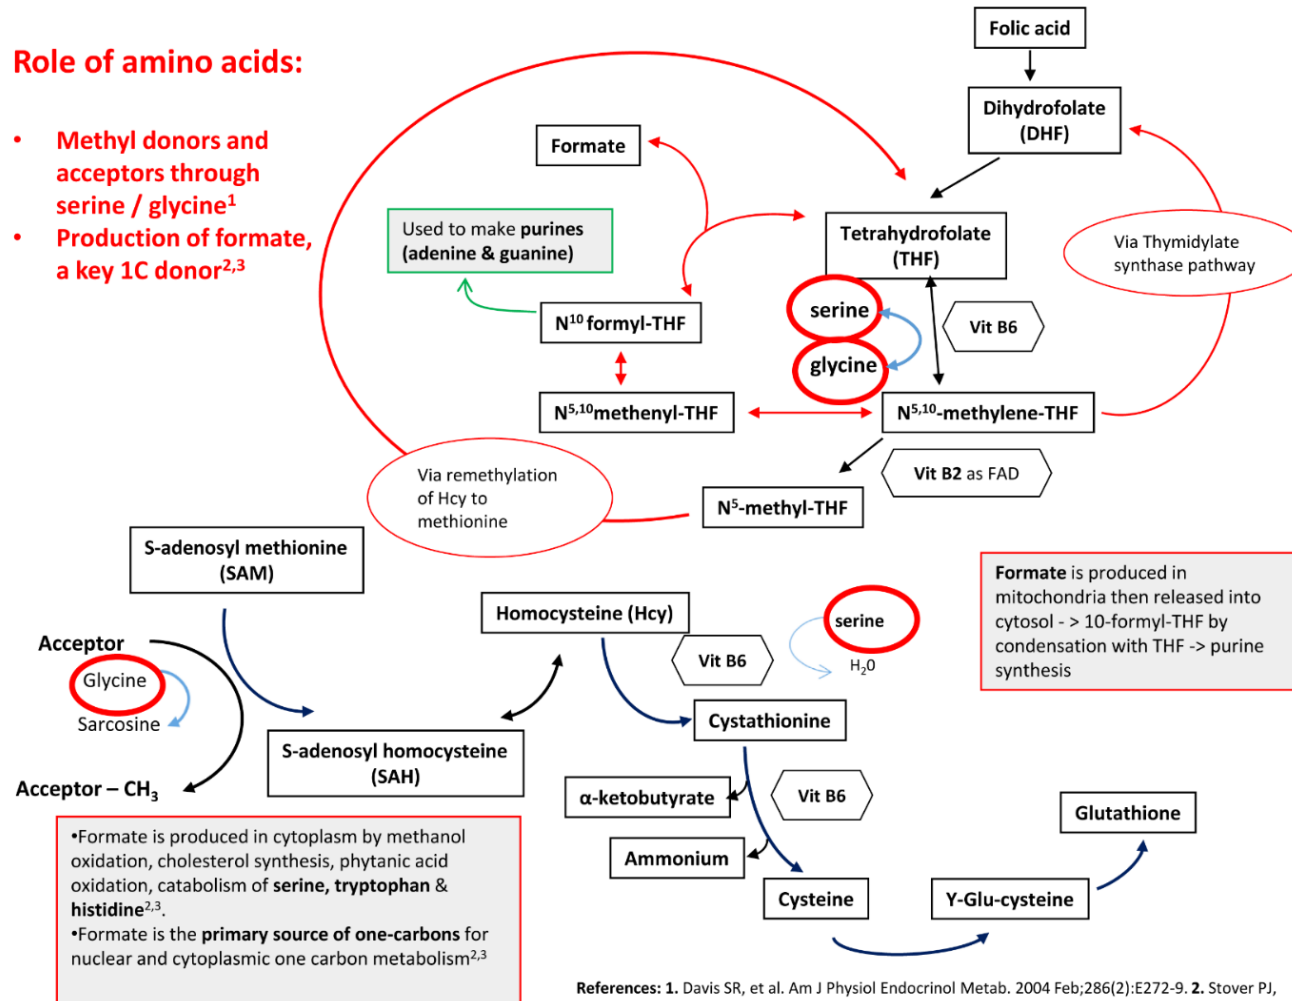 Role of amino acids:
• Methyl donors and
acceptors through
serine / glycine¹
• Production of formate,
a key 1C donor²,³
Folic acid
Dihydrofolate
(DHF)
Formate
Used to make purines
(adenine & guanine)
Tetrahydrofolate
(THF)
Via Thymidylate
synthase pathway
serine
Vit B6
N¹⁰ formyl-THF
glycine
N⁵,¹⁰methenyl-THF
N⁵,¹⁰-methylene-THF
Vit B2 as FAD
Via remethylation
of Hcy to
methionine
N⁵-methyl-THF
S-adenosyl methionine
(SAM)
Formate is produced in
mitochondria then released into
cytosol - > 10-formyl-THF by
condensation with THF -> purine
synthesis
Homocysteine (Hcy)
serine
Vit B6
H₂0
Acceptor
Glycine
Sarcosine
Cystathionine
S-adenosyl homocysteine
(SAH)
Acceptor – CH₃
α-ketobutyrate
Vit B6
Glutathione
Ammonium
Cysteine
Y-Glu-cysteine
•Formate is produced in cytoplasm by methanol
oxidation, cholesterol synthesis, phytanic acid
oxidation, catabolism of serine, tryptophan &
histidine²,³.
•Formate is the primary source of one-carbons for
nuclear and cytoplasmic one carbon metabolism²,³
References: 1. Davis SR, et al. Am J Physiol Endocrinol Metab. 2004 Feb;286(2):E272-9. 2. Stover PJ,